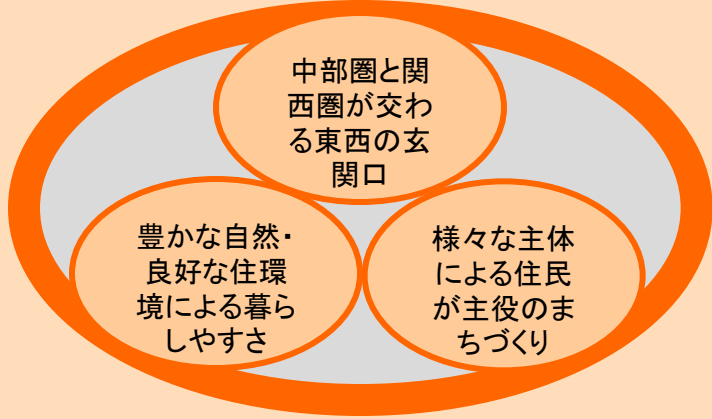 中部圏と関
西圏が交わ
る東西の玄
関口
豊かな自然・
良好な住環
境による暮ら
しやすさ
様々な主体
による住民
が主役のま
ちづくり